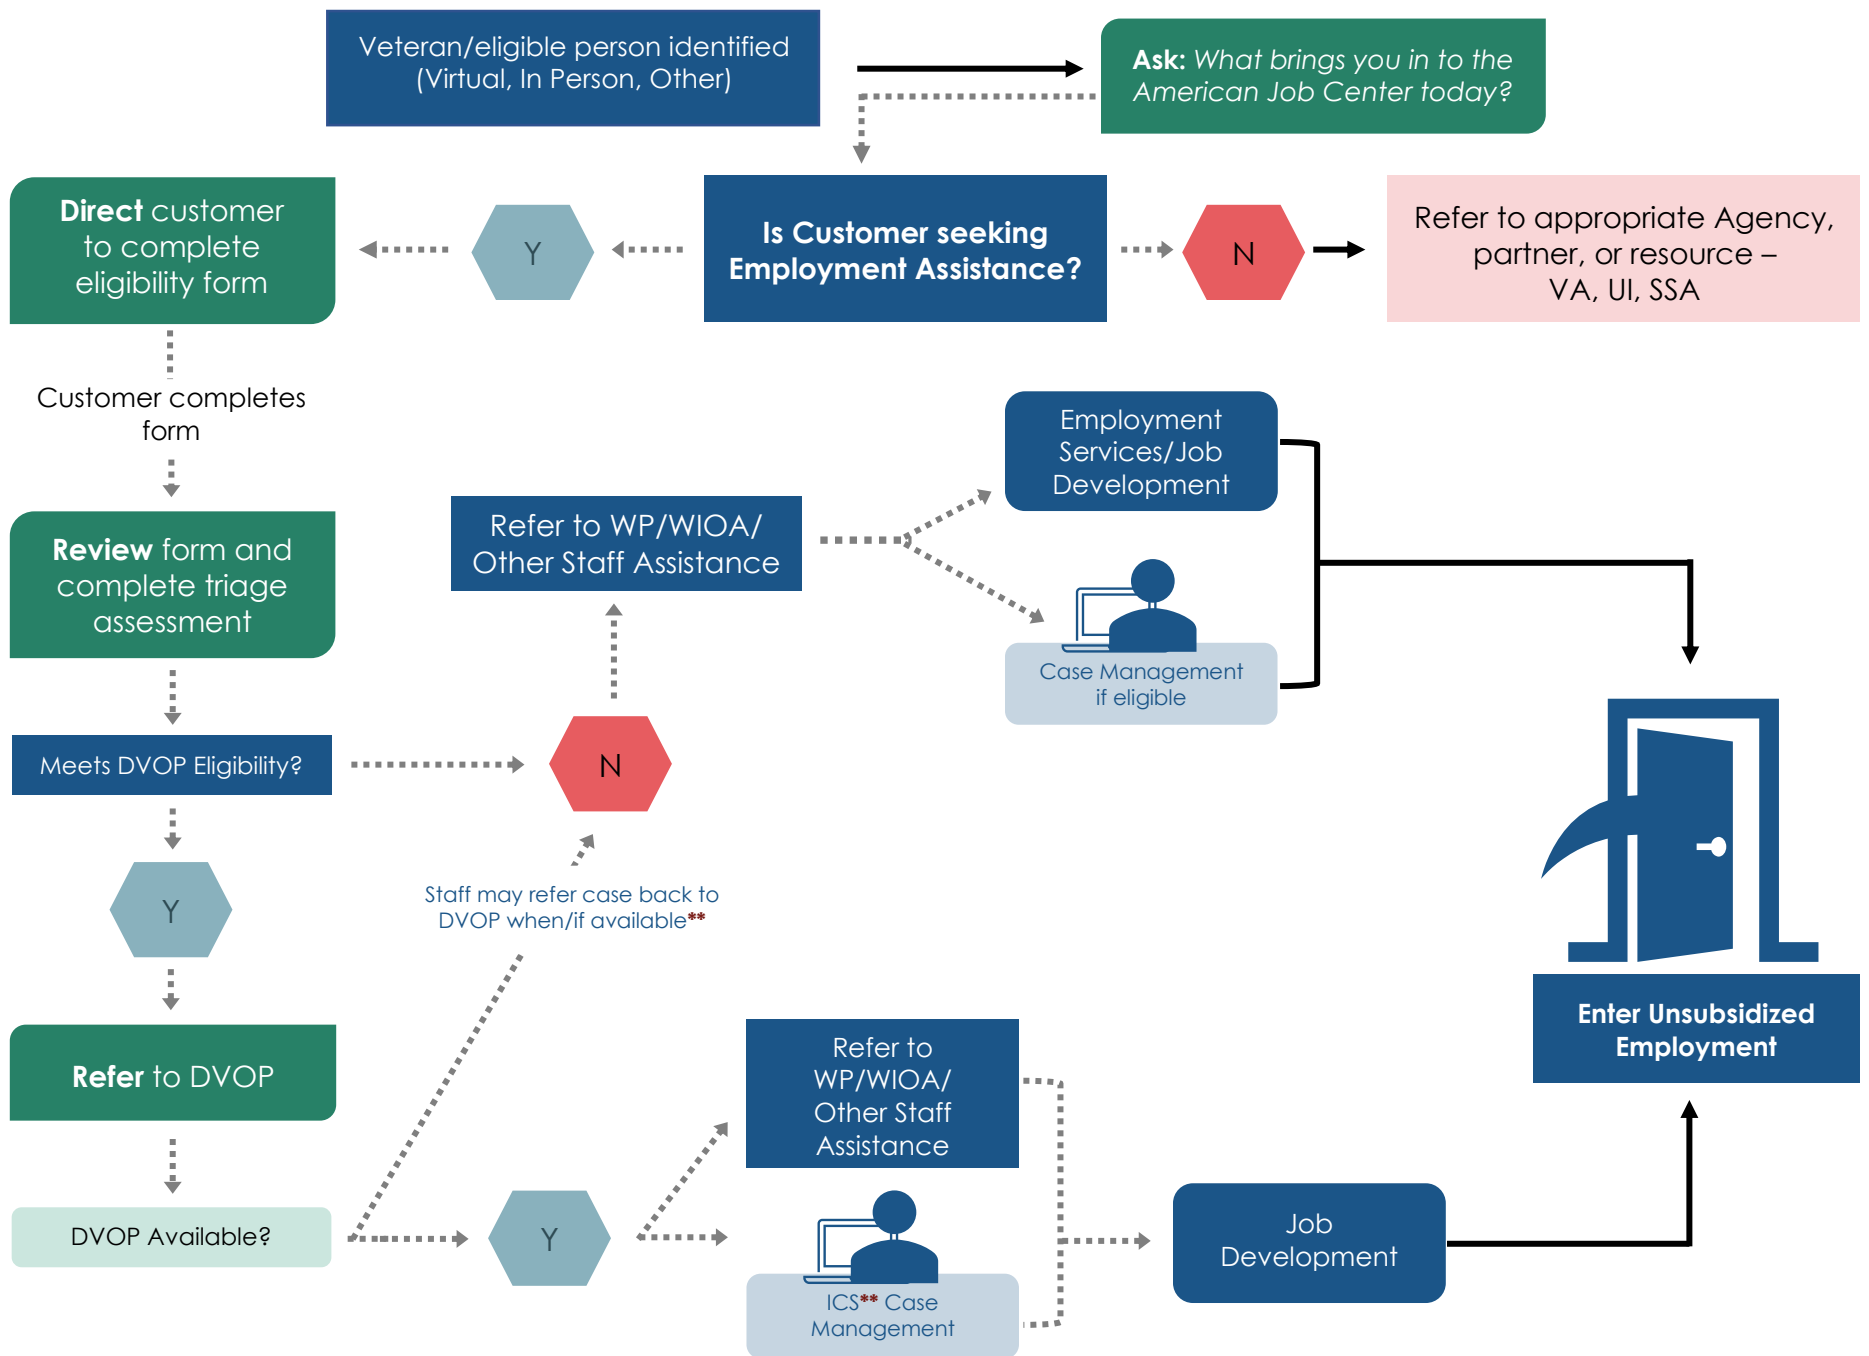 Veteran/eligible person identified
(Virtual, In Person, Other)
Ask: What brings you in to the
American Job Center today?
Direct customer
to complete
eligibility form
Y
Is Customer seeking
Employment Assistance?
N
Refer to appropriate Agency,
partner, or resource –
VA, UI, SSA
Customer completes
form
Employment
Services/Job
Development
Review form and
complete triage
assessment
Refer to WP/WIOA/
Other Staff Assistance
Case Management
if eligible
Meets DVOP Eligibility?
N
Y
Staff may refer case back to
DVOP when/if available**
Enter Unsubsidized
Employment
Refer to DVOP
Refer to
WP/WIOA/
Other Staff
Assistance
DVOP Available?
Y
Job
Development
ICS** Case
Management